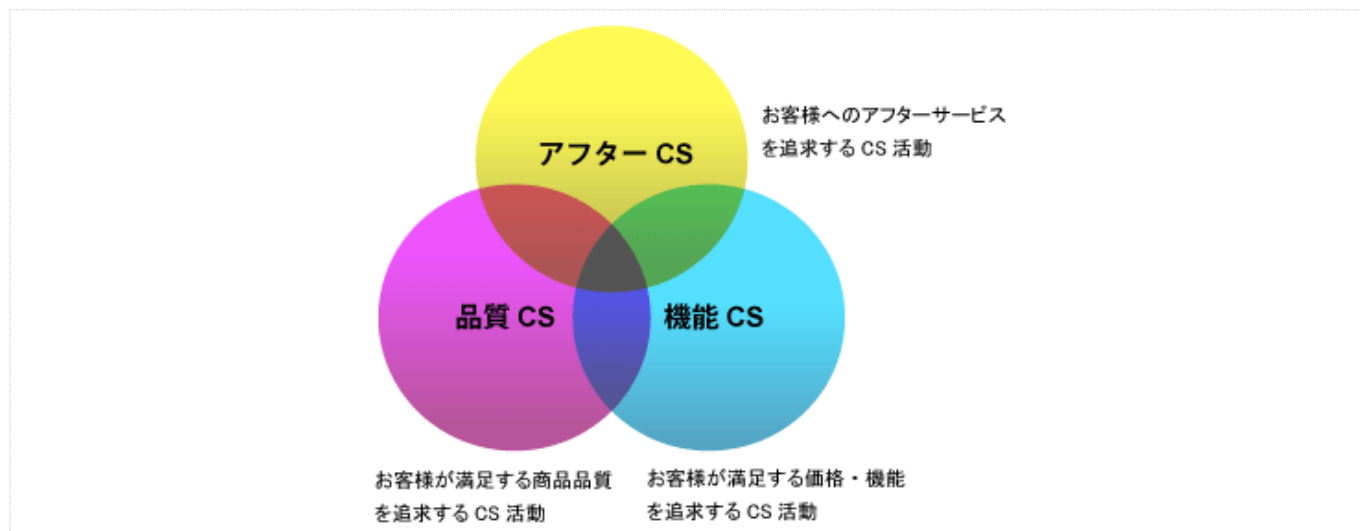 アフター CS
お客様へのアフターサービス
を追求する CS 活動
品質 CS
機能 CS
お客様が満足する商品品質
を追求する CS 活動
お客様が満足する価格・機能
を追求する CS 活動